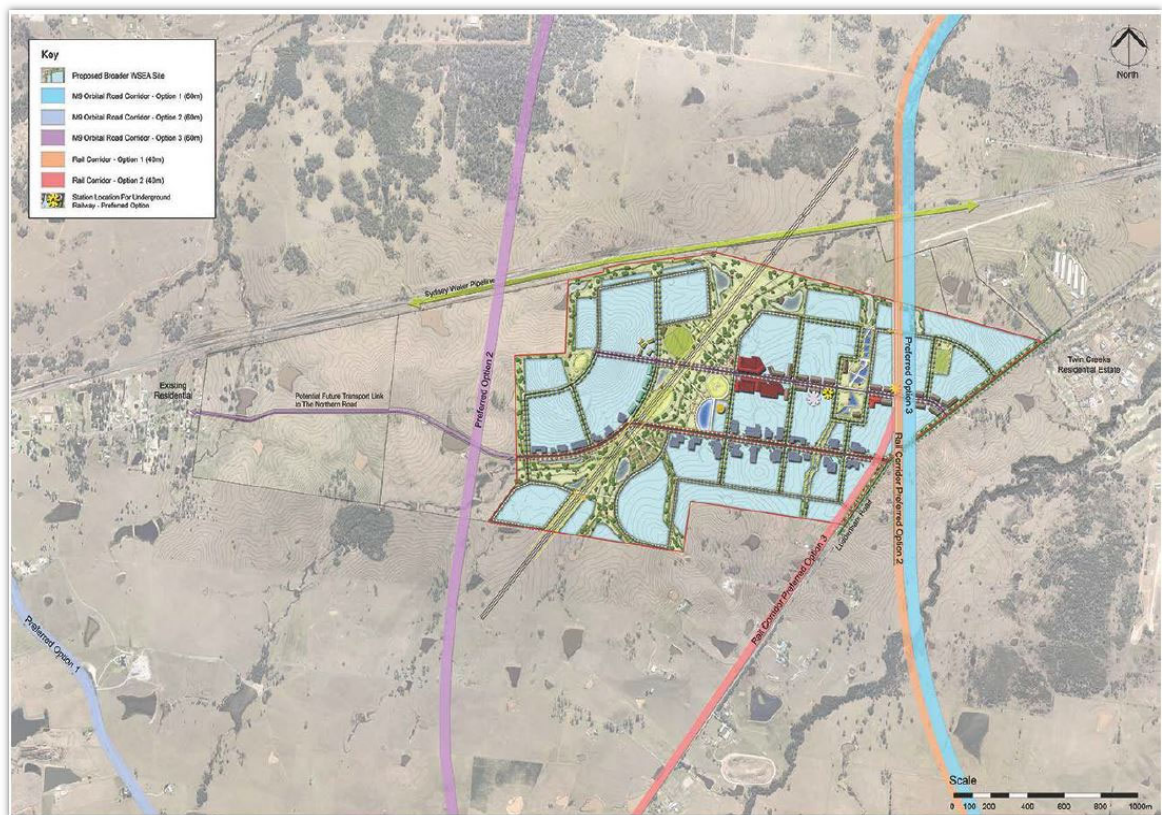 Key
Proposed Broader WSEA Site
M9 Orbital Road Corridor - Option 1 (60m)
M9 Orbital Road Corridor - Option 2 (60m)
M9 Orbital Road Corridor - Option 3 (60m)
Rail Corridor - Option 1 (40m)
Rail Corridor - Option 2 (40m)
Station Location For Underground
Railway - Preferred Option
North
Sydney Water Pipeline
Existing
Residential
Potential Future Transport Link
to The Northern Road
Preferred Option 2
Preferred Option 3
Twin Creeks
Residential Estate
Rail Corridor Preferred Option 2
Luddenham Road
Rail Corridor Preferred Option 3
Preferred Option 1
Scale
0 100 200 400 600 800 1000m